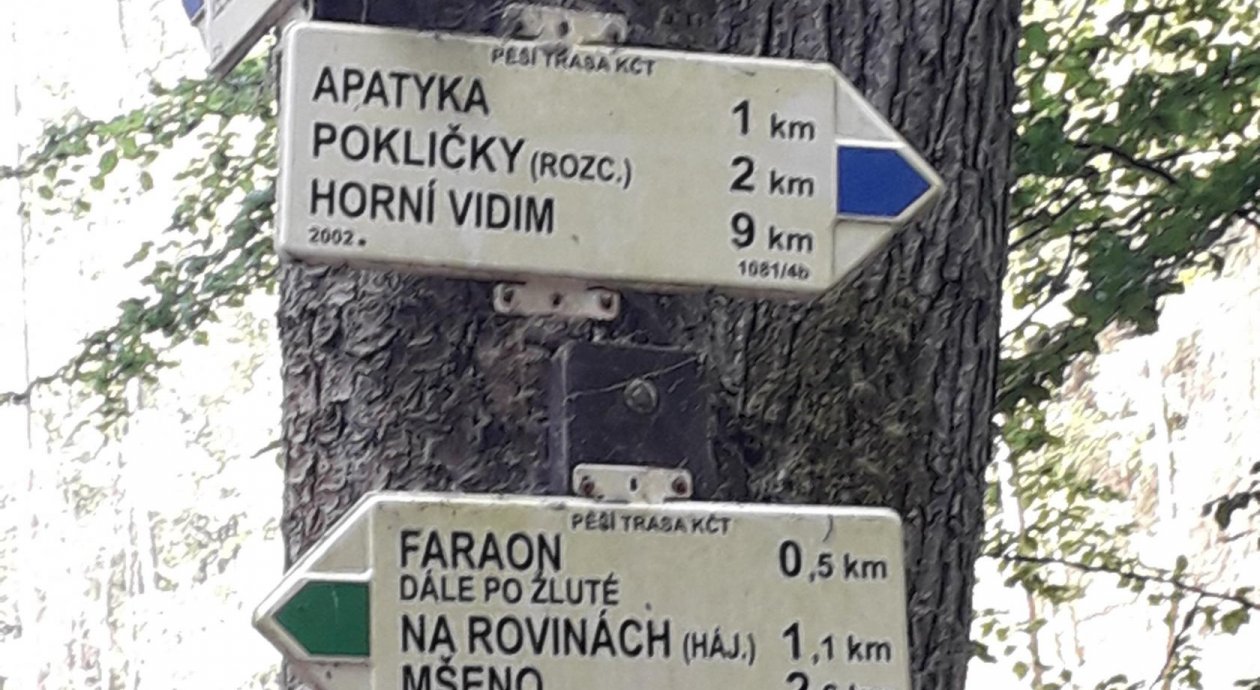 PĚŠÍ TRASA KČT
APATYKA 1 km
POKLIČKY (ROZC.) 2 km
HORNÍ VIDIM 9 km
2002. 1081/4b
PĚŠÍ TRASA KČT
FARAON 0,5 km
DÁLE PO ŽLUTÉ
NA ROVINÁCH (HÁJ.) 1,1 km
MŠENO